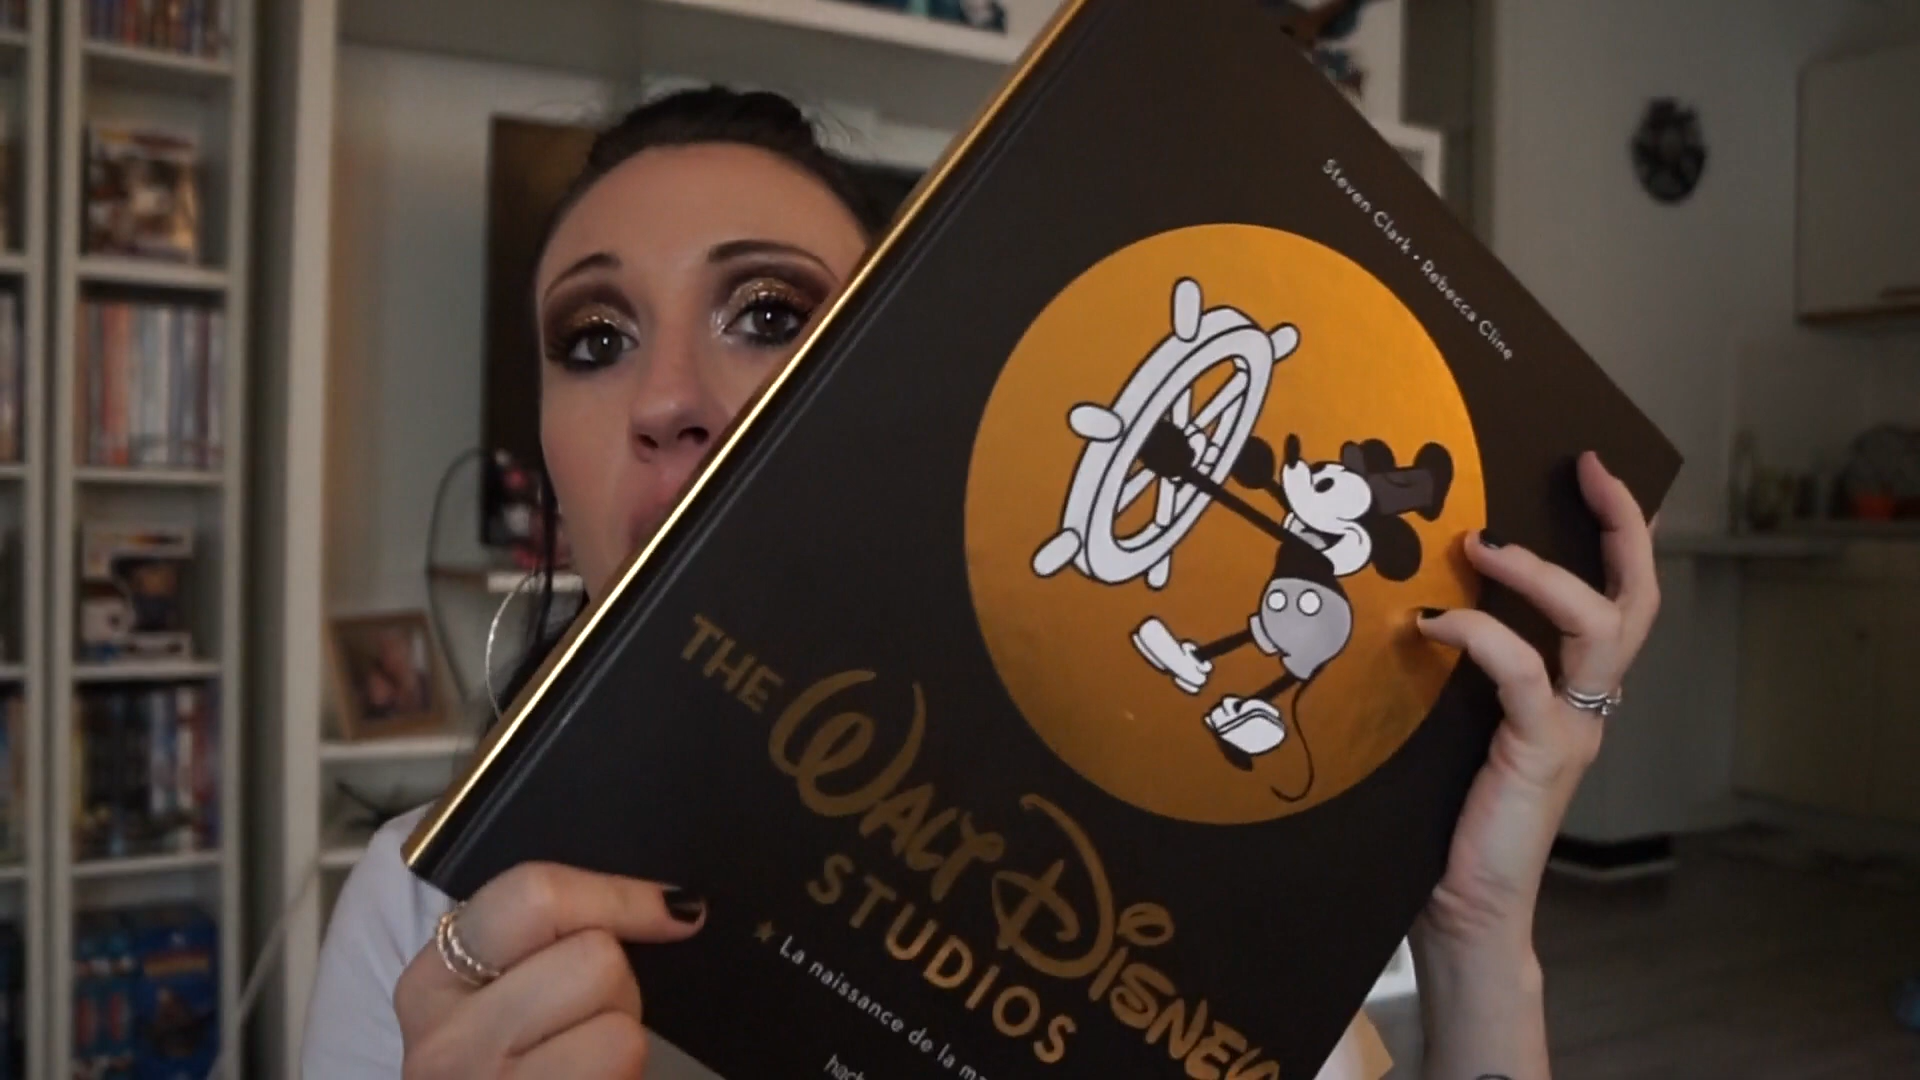 Steven Clark • Rebecca Cline
THE WALT DISNEY
STUDIOS
★ La naissance de la